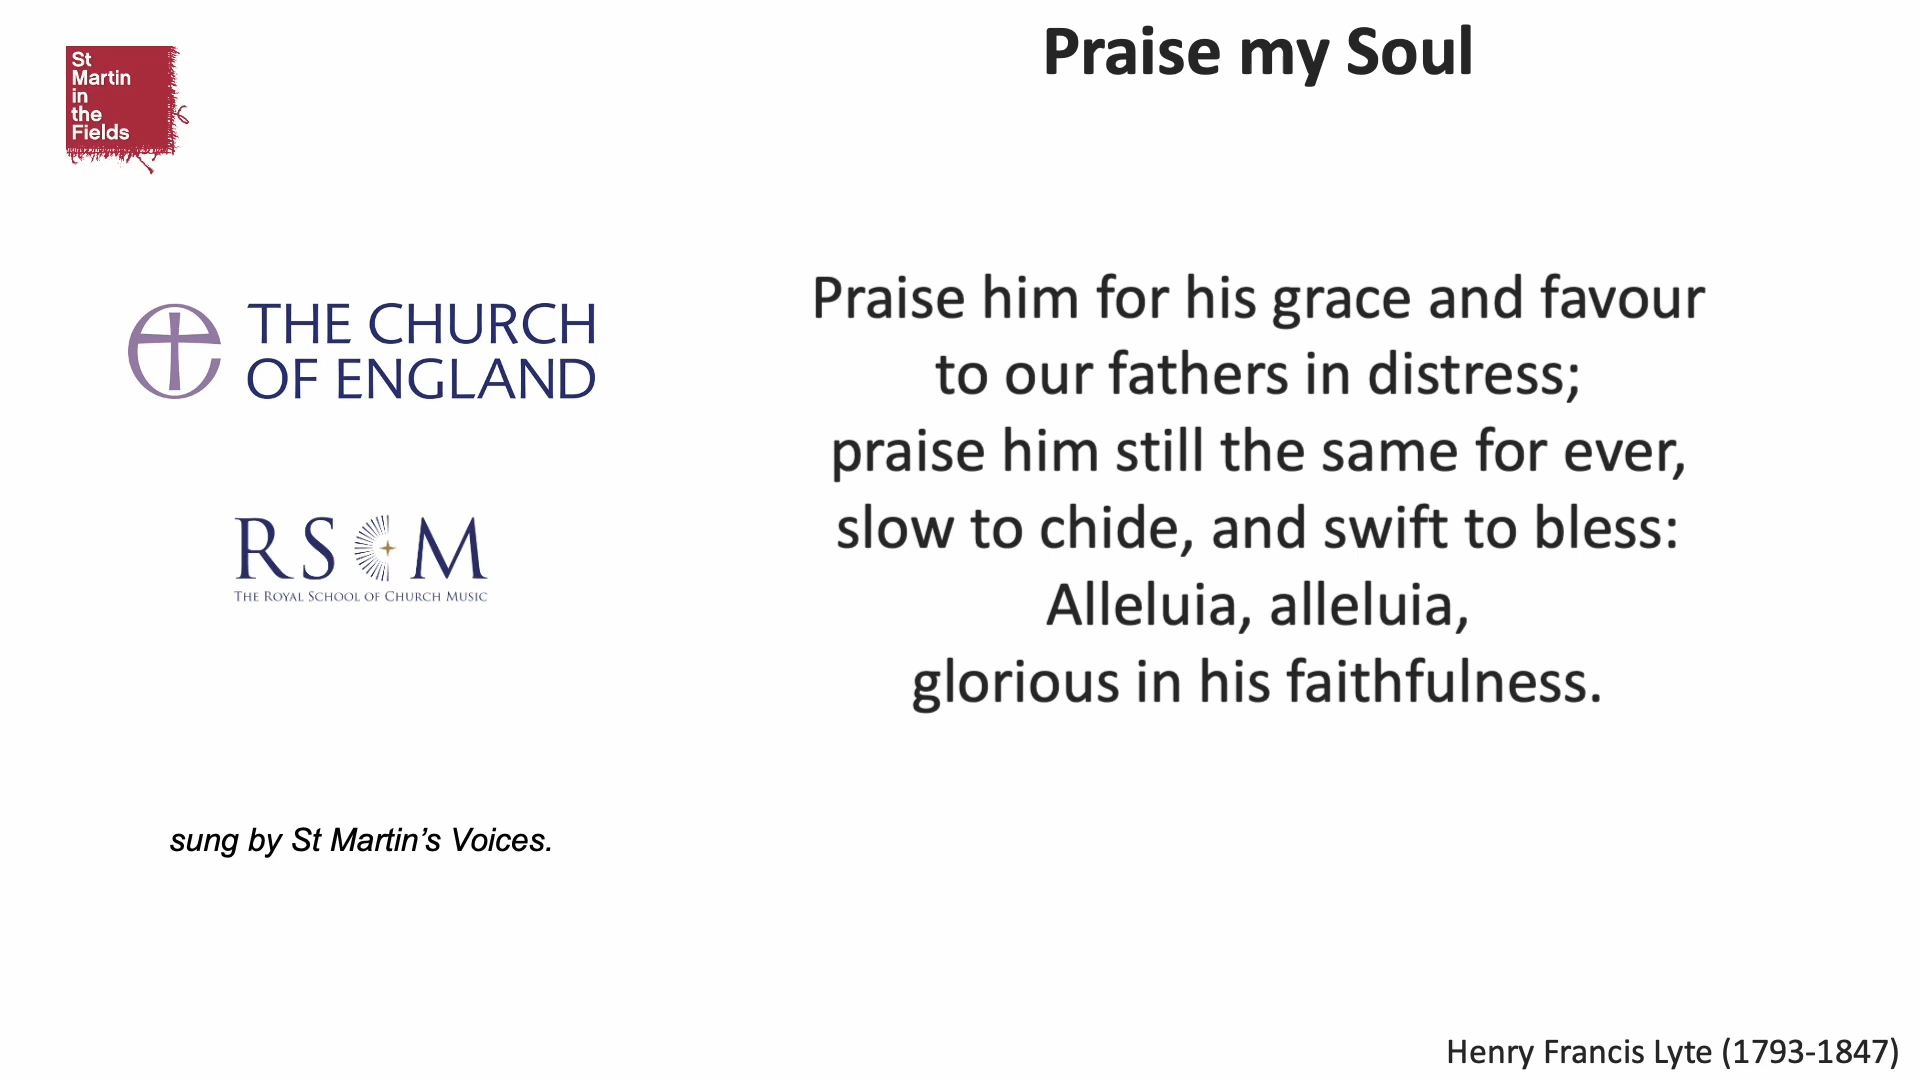 St
Martin
in
the
Fields
Praise my Soul
THE CHURCH
OF ENGLAND
RSCM
THE ROYAL SCHOOL OF CHURCH MUSIC
sung by St Martin’s Voices.
Praise him for his grace and favour
to our fathers in distress;
praise him still the same for ever,
slow to chide, and swift to bless:
Alleluia, alleluia,
glorious in his faithfulness.
Henry Francis Lyte (1793-1847)